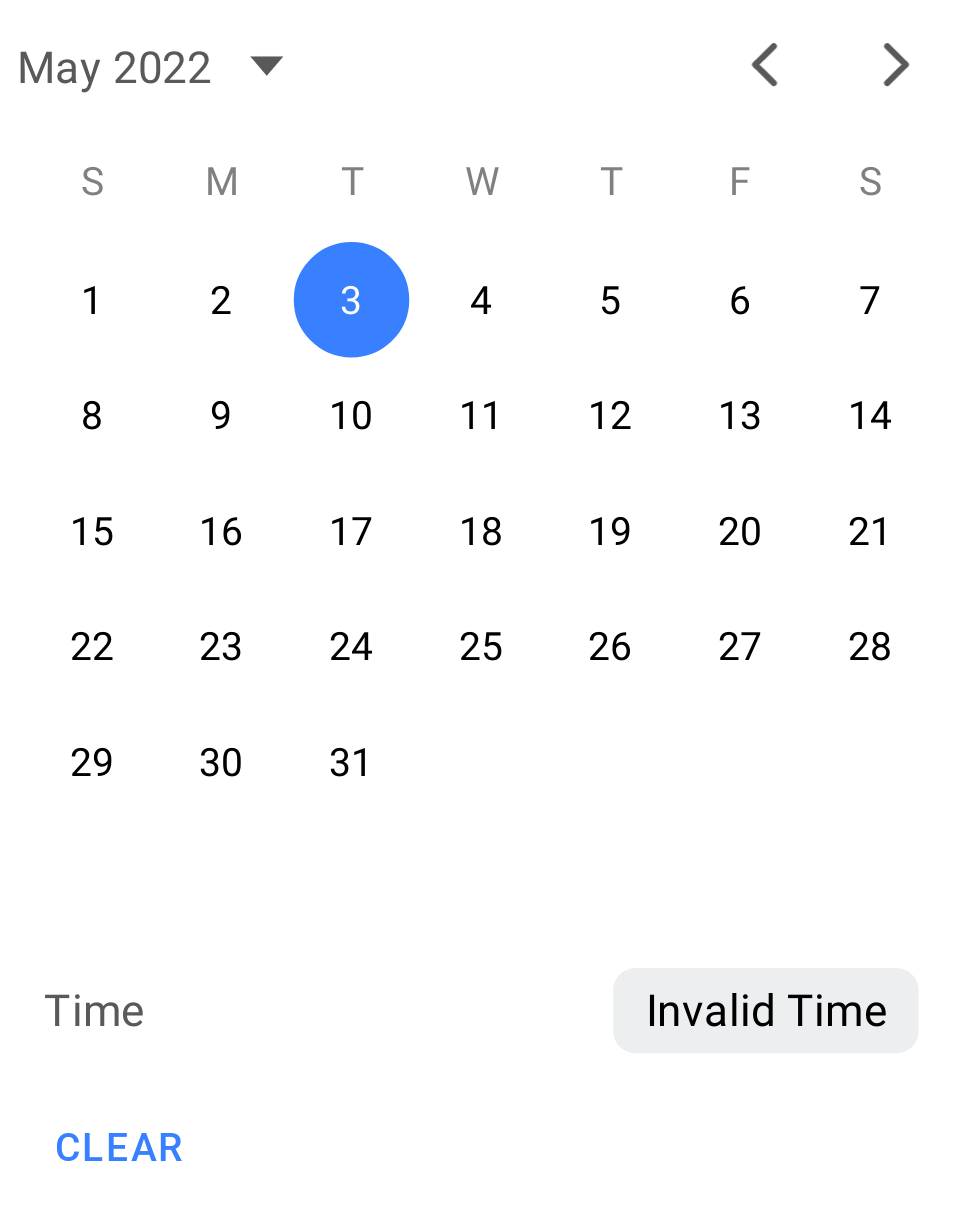 May 2022
S M T W T F S
1 2 3 4 5 6 7
8 9 10 11 12 13 14
15 16 17 18 19 20 21
22 23 24 25 26 27 28
29 30 31
Time Invalid Time
CLEAR